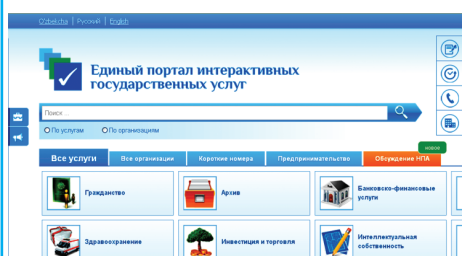 O'zbekcha | Русский | English
Единый портал интерактивных
государственных услуг
Поиск ...
По услугам По организациям
новое
Все услуги Все организации Короткие номера Предпринимательство Обсуждение НПА
Гражданство Архив Банковско-финансовые
услуги
Здравоохранение Инвестиция и торговля Интеллектуальная
собственность